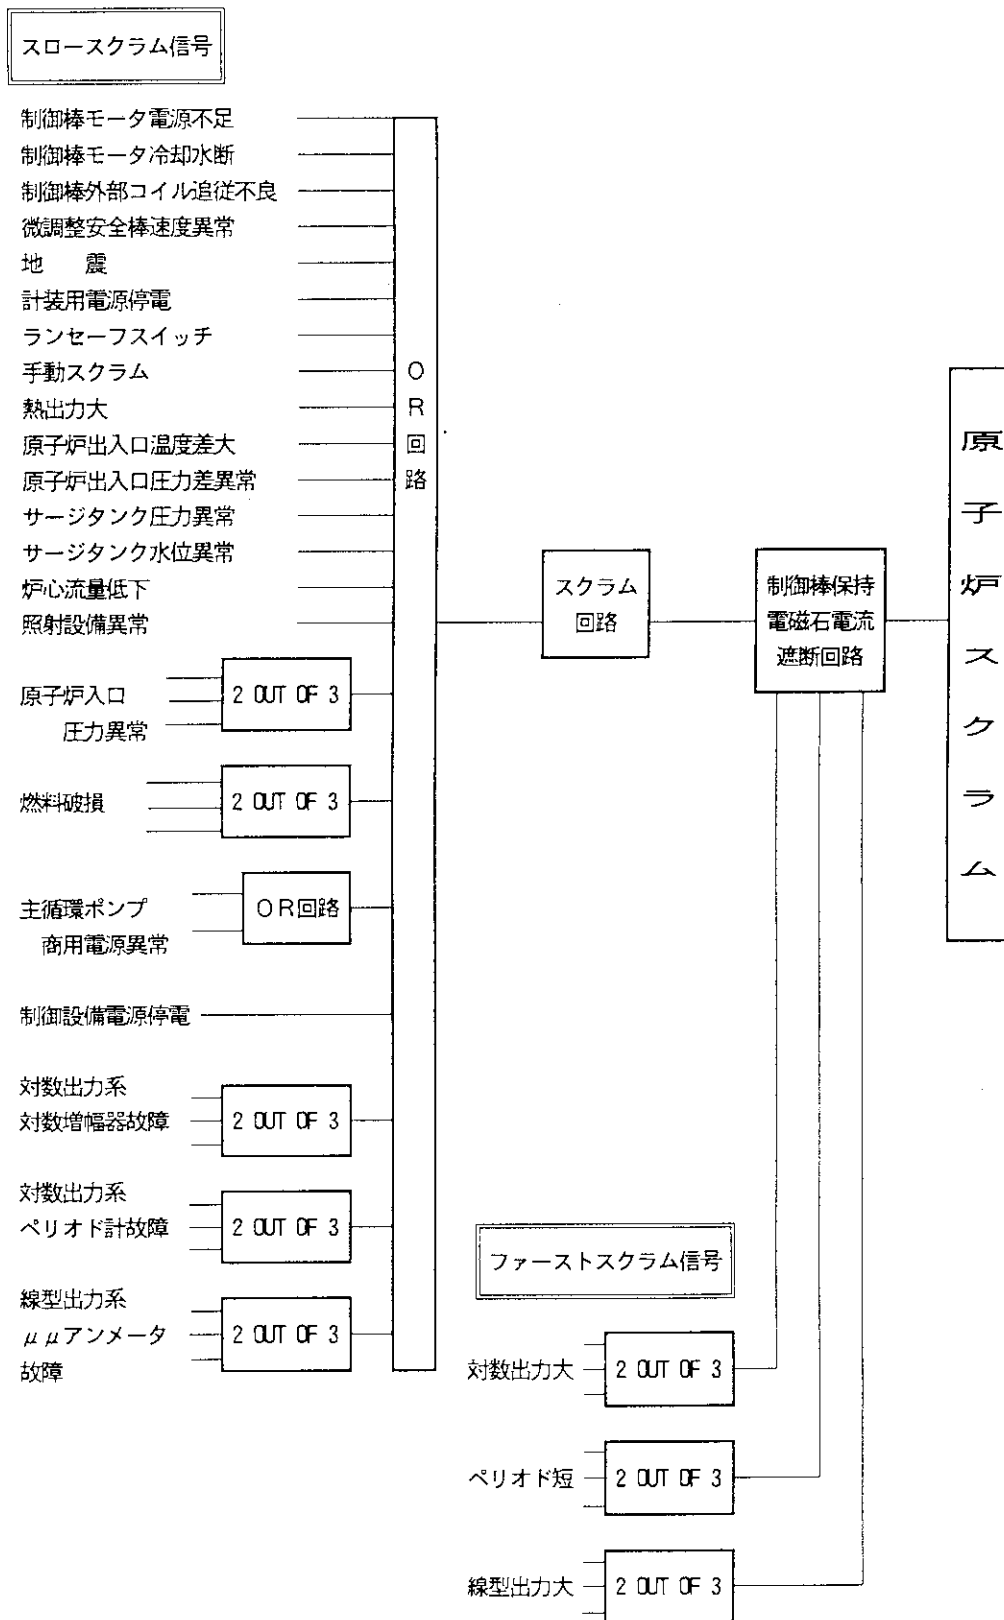 スロースクラム信号
制御棒モータ電源不足
制御棒モータ冷却水断
制御棒外部コイル追従不良
微調整安全棒速度異常
地 震
計装用電源停電
ランセーフスイッチ
手動スクラム
熱出力大
原子炉出入口温度差大
原子炉出入口圧力差異常
サージタンク圧力異常
サージタンク水位異常
炉心流量低下
照射設備異常
原子炉入口
圧力異常
2 OUT OF 3
燃料破損
2 OUT OF 3
主循環ポンプ
商用電源異常
OR回路
制御設備電源停電
対数出力系
対数増幅器故障
2 OUT OF 3
対数出力系
ペリオド計故障
2 OUT OF 3
線型出力系
μμアンメータ
故障
2 OUT OF 3
OR回路
スクラム
回路
制御棒保持
電磁石電流
遮断回路
原子炉スクラム
ファーストスクラム信号
対数出力大
2 OUT OF 3
ペリオド短
2 OUT OF 3
線型出力大
2 OUT OF 3